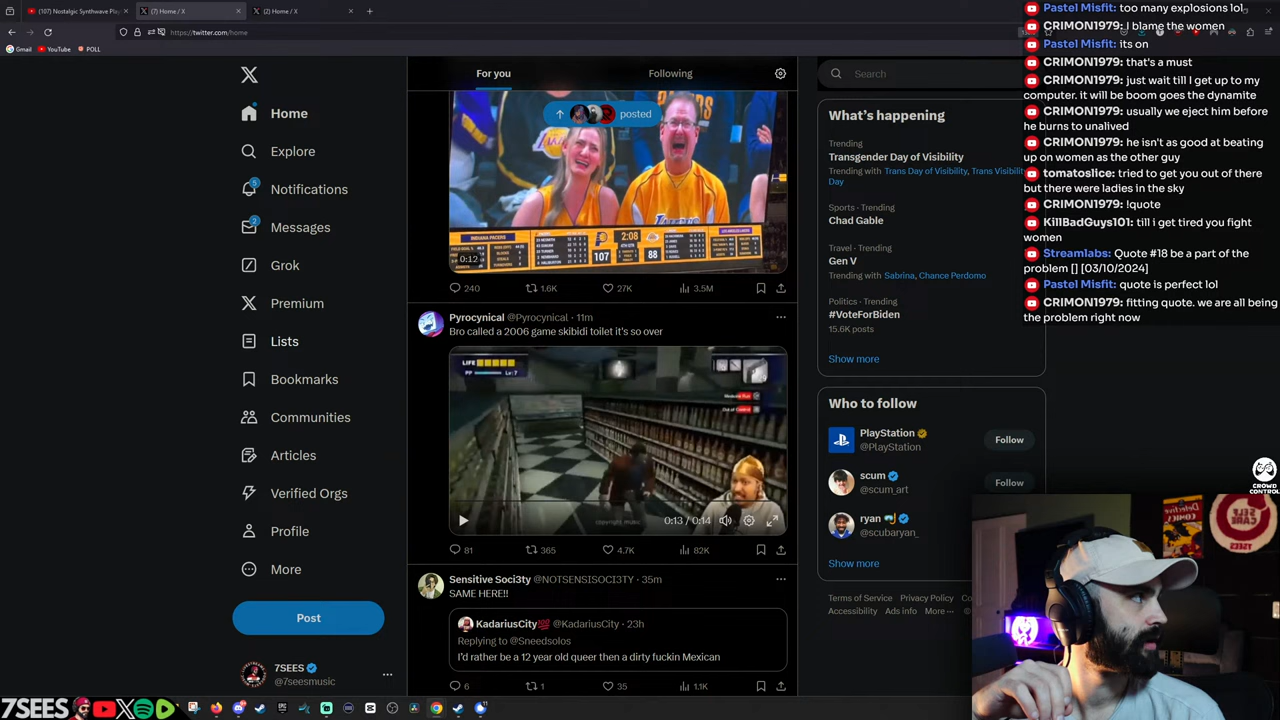 (107) Nostalgic Synthwave Play
(7) Home / X
(2) Home / X
https://twitter.com/home
Gmail
YouTube
POLL
Home
Explore
5
Notifications
2
Messages
Grok
Premium
Lists
Bookmarks
Communities
Articles
Verified Orgs
Profile
More
Post
7SEES
@7seesmusic
For you
Following
posted
PACERS
INDIANA PACERS
2:08
107
88
0:12
240
1.6K
27K
3.5M
Pyrocynical @Pyrocynical · 11m
Bro called a 2006 game skibidi toilet it's so over
LIFE
PP
Lv:7
0:13 / 0:14
81
365
4.7K
82K
Sensitive Soci3ty @NOTSENSISOCI3TY · 35m
SAME HERE!!
KadariusCity💯 @KadariusCity · 23h
Replying to @Sneedsolos
I'd rather be a 12 year old queer then a dirty fuckin Mexican
6
1
35
1.1K
Search
What's happening
Trending
Transgender Day of Visibility
Trending with Trans Day of Visibility, Trans Visibility
Day
Sports · Trending
Chad Gable
Travel · Trending
Gen V
Trending with Sabrina, Chance Perdomo
Politics · Trending
#VoteForBiden
15.6K posts
Show more
Who to follow
PlayStation
@PlayStation
Follow
scum
@scum_art
Follow
ryan
@scubaryan_
Show more
Terms of Service Privacy Policy
Accessibility Ads info More ···
Pastel Misfit: too many explosions lol
CRIMON1979: I blame the women
Pastel Misfit: its on
CRIMON1979: that's a must
CRIMON1979: just wait till I get up to my
computer. it will be boom goes the dynamite
CRIMON1979: usually we eject him before
he burns to unalived
CRIMON1979: he isn't as good at beating
up on women as the other guy
tomatoslice: tried to get you out of there
but there were ladies in the sky
CRIMON1979: !quote
KillBadGuys101: till i get tired you fight
women
Streamlabs: Quote #18 be a part of the
problem [] [03/10/2024]
Pastel Misfit: quote is perfect lol
CRIMON1979: fitting quote. we are all being
the problem right now
CROWD
CONTROL
SELF
CARE
7SEES
7SEES